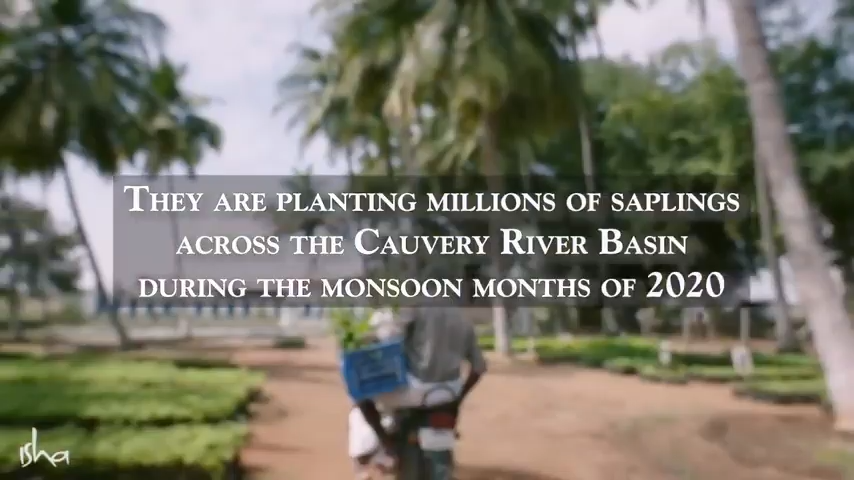 They are planting millions of saplings
across the Cauvery River Basin
during the monsoon months of 2020
isha